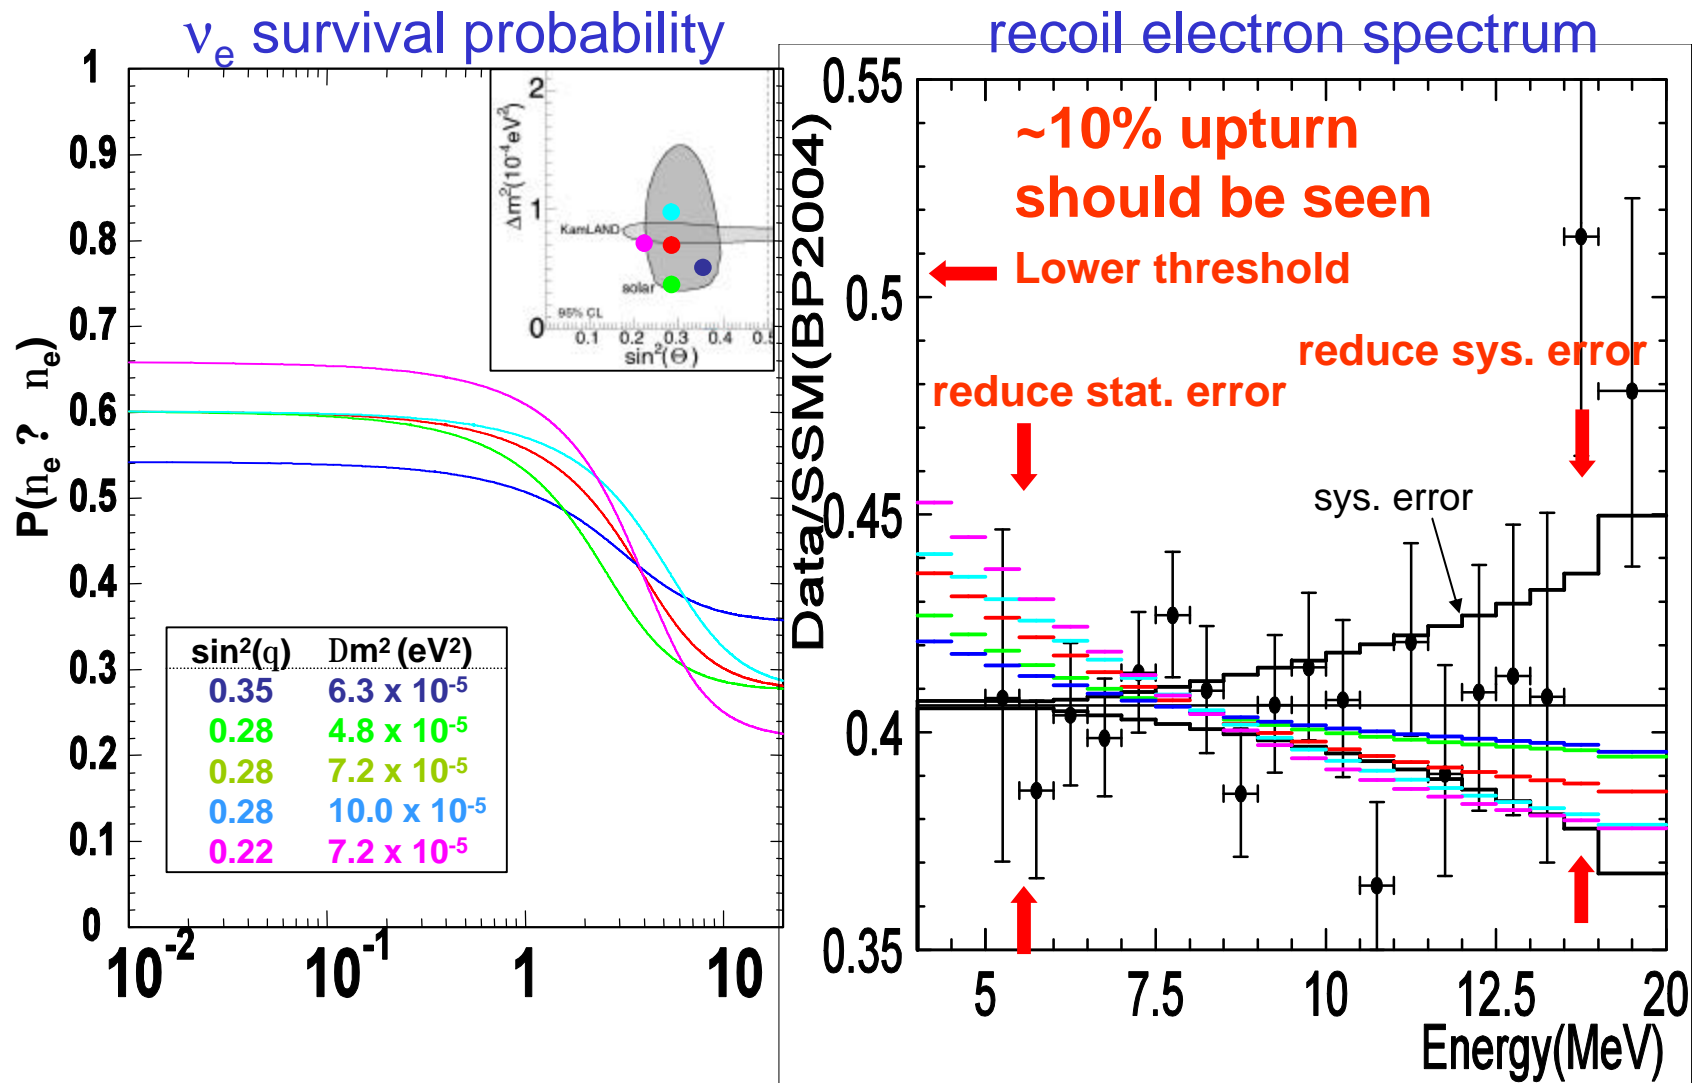 νe survival probability
P(ne ? ne)
1
0.9
0.8
0.7
0.6
0.5
0.4
0.3
0.2
0.1
0
10-2
10-1
1
10
Δm2(10-4eV2)
2
1
0
KamLAND
solar
95% CL
0.1 0.2 0.3 0.4 0.5
sin2(Θ)
sin2(q) Dm2 (eV2)
0.35 6.3 x 10-5
0.28 4.8 x 10-5
0.28 7.2 x 10-5
0.28 10.0 x 10-5
0.22 7.2 x 10-5
recoil electron spectrum
Data/SSM(BP2004)
0.55
0.5
0.45
0.4
0.35
~10% upturn
should be seen
Lower threshold
reduce sys. error
reduce stat. error
sys. error
5 7.5 10 12.5 20
Energy(MeV)